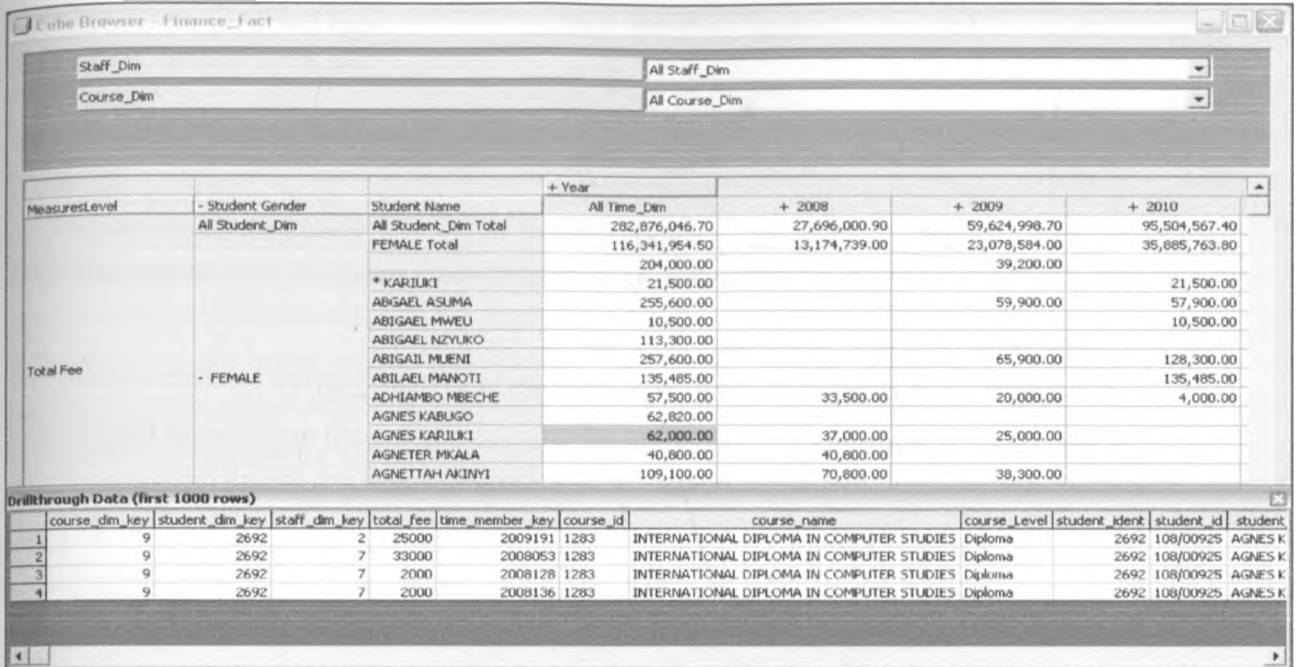 Cube Browser - Finance_Fact
Staff_Dim All Staff_Dim
Course_Dim All Course_Dim
+ Year
MeasuresLevel - Student Gender Student Name All Time_Dim + 2008 + 2009 + 2010
All Student_Dim All Student_Dim Total 282,876,046.70 27,696,000.90 59,624,998.70 95,504,567.40
FEMALE Total 116,341,954.50 13,174,739.00 23,078,584.00 35,885,763.80
204,000.00 39,200.00
* KARIUKI 21,500.00 21,500.00
ABGAEL ASUMA 255,600.00 59,900.00 57,900.00
ABIGAEL MWEU 10,500.00 10,500.00
ABIGAEL NZYUKO 113,300.00
ABIGAIL MUENI 257,600.00 65,900.00 128,300.00
Total Fee - FEMALE ABILAEL MANOTI 135,485.00 135,485.00
ADHIAMBO MBECHE 57,500.00 33,500.00 20,000.00 4,000.00
AGNES KABUGO 62,820.00
AGNES KARIUKI 62,000.00 37,000.00 25,000.00
AGNETER MKALA 40,800.00 40,800.00
AGNETTAH AKINYI 109,100.00 70,800.00 38,300.00
Drillthrough Data (first 1000 rows)
course_dim_key student_dim_key staff_dim_key total_fee time_member_key course_id course_name course_Level student_ident student_id student
1 9 2692 2 25000 2009191 1283 INTERNATIONAL DIPLOMA IN COMPUTER STUDIES Diploma 2692 108/00925 AGNES K
2 9 2692 7 33000 2008053 1283 INTERNATIONAL DIPLOMA IN COMPUTER STUDIES Diploma 2692 108/00925 AGNES K
3 9 2692 7 2000 2008128 1283 INTERNATIONAL DIPLOMA IN COMPUTER STUDIES Diploma 2692 108/00925 AGNES K
4 9 2692 7 2000 2008136 1283 INTERNATIONAL DIPLOMA IN COMPUTER STUDIES Diploma 2692 108/00925 AGNES K